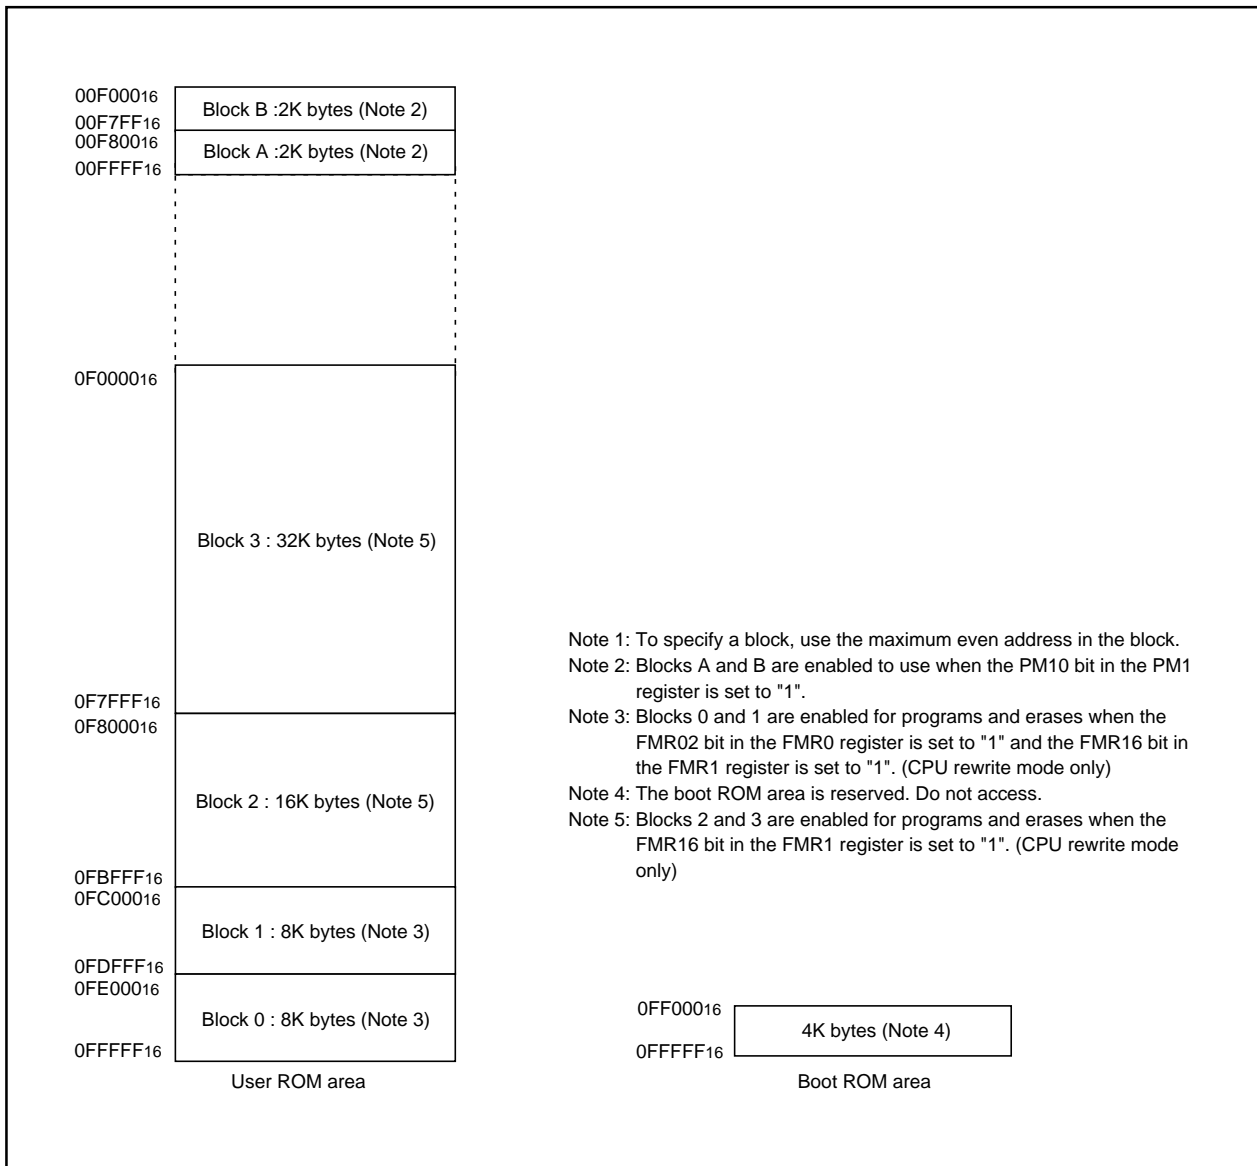 00F00016
Block B :2K bytes (Note 2)
00F7FF16
00F80016
Block A :2K bytes (Note 2)
00FFFF16
0F000016
Block 3 : 32K bytes (Note 5)
0F7FFF16
0F800016
Block 2 : 16K bytes (Note 5)
0FBFFF16
0FC00016
Block 1 : 8K bytes (Note 3)
0FDFFF16
0FE00016
Block 0 : 8K bytes (Note 3)
0FFFFF16
User ROM area
Note 1: To specify a block, use the maximum even address in the block.
Note 2: Blocks A and B are enabled to use when the PM10 bit in the PM1
register is set to "1".
Note 3: Blocks 0 and 1 are enabled for programs and erases when the
FMR02 bit in the FMR0 register is set to "1" and the FMR16 bit in
the FMR1 register is set to "1". (CPU rewrite mode only)
Note 4: The boot ROM area is reserved. Do not access.
Note 5: Blocks 2 and 3 are enabled for programs and erases when the
FMR16 bit in the FMR1 register is set to "1". (CPU rewrite mode
only)
0FF00016
4K bytes (Note 4)
0FFFFF16
Boot ROM area